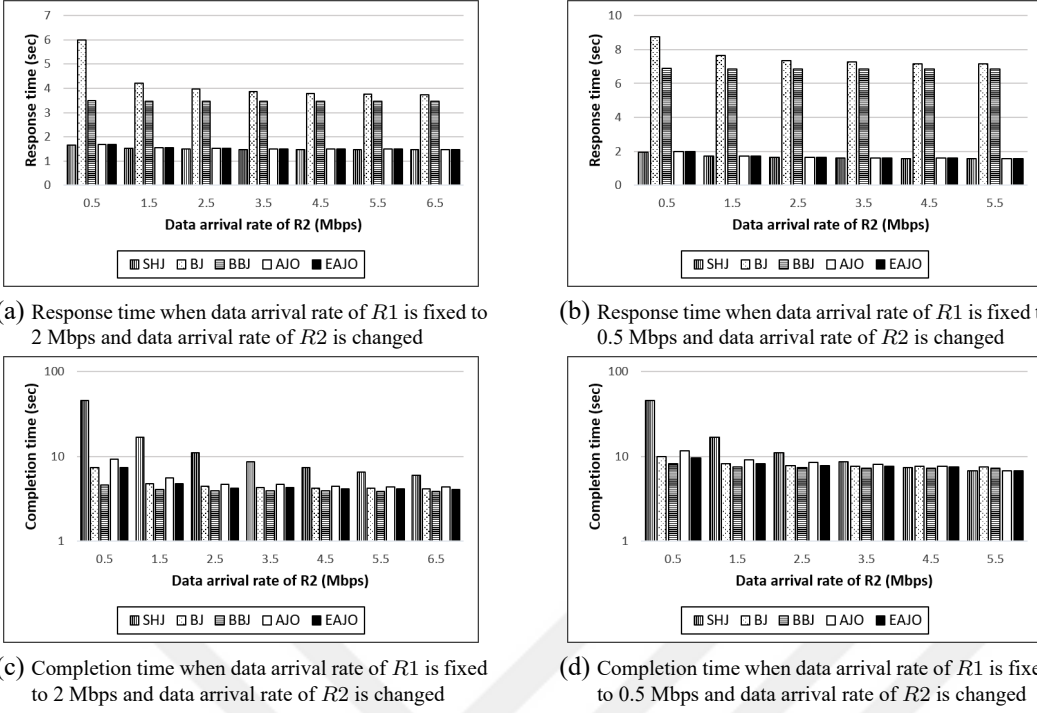 7
6
5
4
3
2
1
0
Response time (sec)
0.5 1.5 2.5 3.5 4.5 5.5 6.5
Data arrival rate of R2 (Mbps)
SHJ BJ BBJ AJO EAJO
(a) Response time when data arrival rate of R1 is fixed to
2 Mbps and data arrival rate of R2 is changed
10
8
6
4
2
0
Response time (sec)
0.5 1.5 2.5 3.5 4.5 5.5
Data arrival rate of R2 (Mbps)
SHJ BJ BBJ AJO EAJO
(b) Response time when data arrival rate of R1 is fixed t
0.5 Mbps and data arrival rate of R2 is changed
100
10
1
Completion time (sec)
0.5 1.5 2.5 3.5 4.5 5.5 6.5
Data arrival rate of R2 (Mbps)
SHJ BJ BBJ AJO EAJO
(c) Completion time when data arrival rate of R1 is fixed
to 2 Mbps and data arrival rate of R2 is changed
100
10
1
Completion time (sec)
0.5 1.5 2.5 3.5 4.5 5.5
Data arrival rate of R2 (Mbps)
SHJ BJ BBJ AJO EAJO
(d) Completion time when data arrival rate of R1 is fixe
to 0.5 Mbps and data arrival rate of R2 is changed